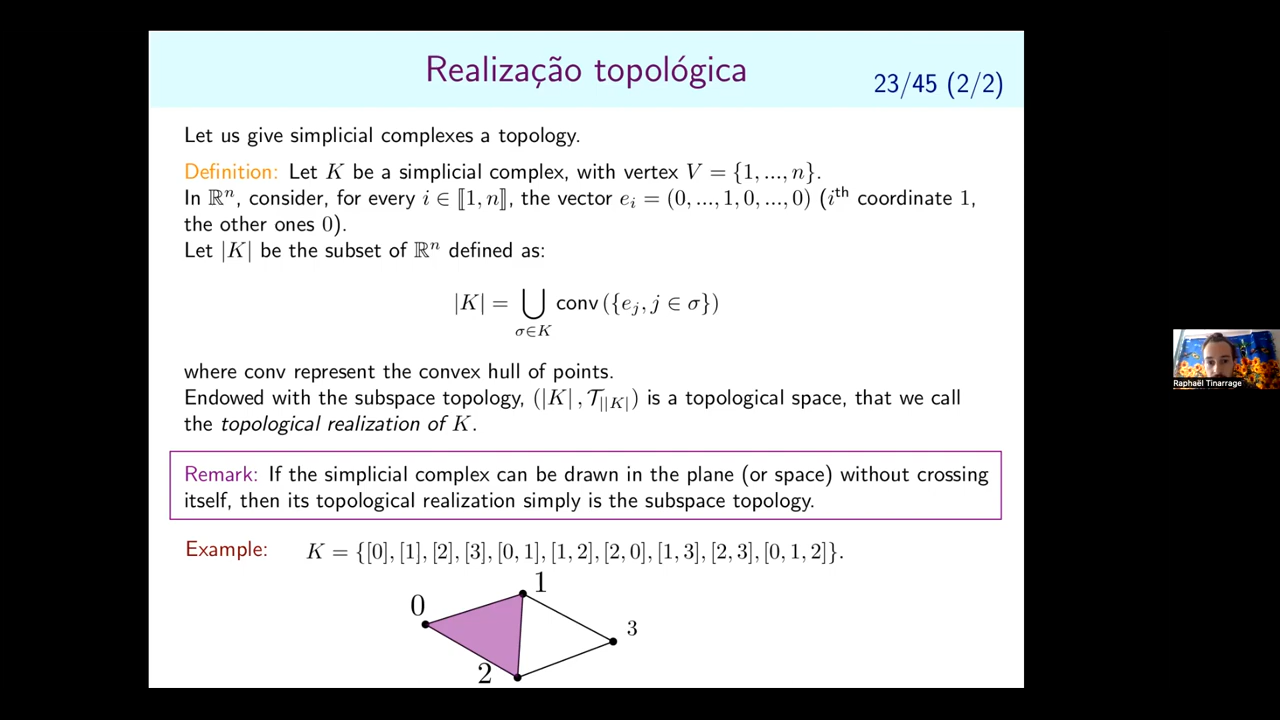 Realização topológica
23/45 (2/2)
Let us give simplicial complexes a topology.
Definition: Let K be a simplicial complex, with vertex V = {1, ..., n}.
In ℝⁿ, consider, for every i ∈ ⟦1, n⟧, the vector eᵢ = (0, ..., 1, 0, ..., 0) (iᵗʰ coordinate 1,
the other ones 0).
Let |K| be the subset of ℝⁿ defined as:
|K| = ⋃ conv ({eⱼ, j ∈ σ})
σ∈K
where conv represent the convex hull of points.
Endowed with the subspace topology, (|K| , 𝒯_{||K|}) is a topological space, that we call
the topological realization of K.
Remark: If the simplicial complex can be drawn in the plane (or space) without crossing
itself, then its topological realization simply is the subspace topology.
Example: K = {[0], [1], [2], [3], [0, 1], [1, 2], [2, 0], [1, 3], [2, 3], [0, 1, 2]}.
1
0
3
2
Raphaël Tinarrage